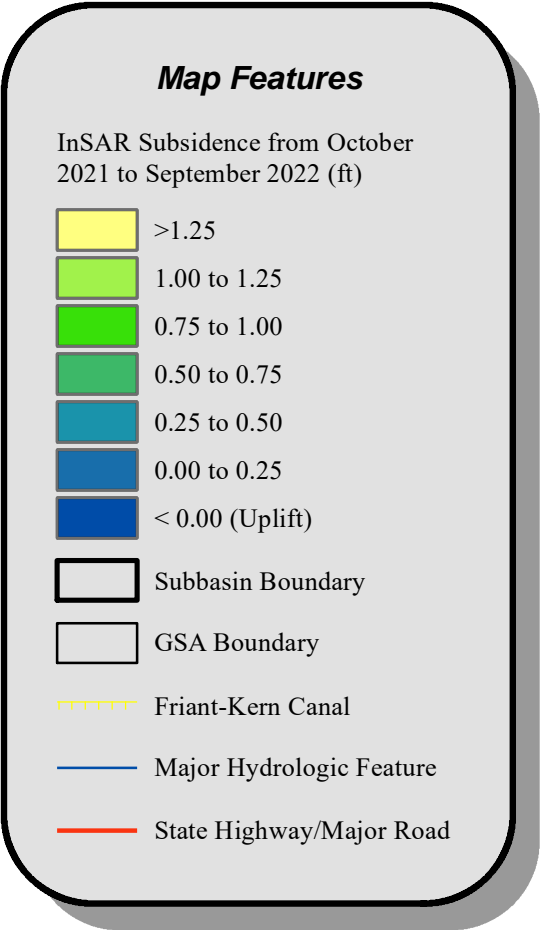 Map Features
InSAR Subsidence from October
2021 to September 2022 (ft)
>1.25
1.00 to 1.25
0.75 to 1.00
0.50 to 0.75
0.25 to 0.50
0.00 to 0.25
< 0.00 (Uplift)
Subbasin Boundary
GSA Boundary
Friant-Kern Canal
Major Hydrologic Feature
State Highway/Major Road